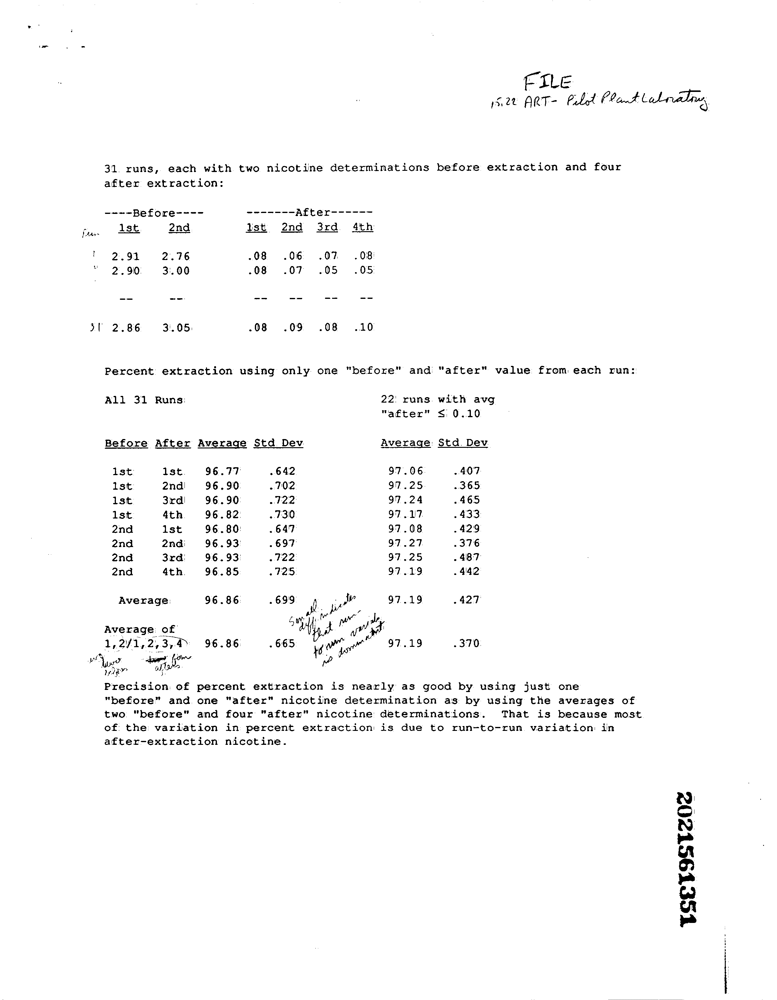 FILE
15.22 ART- Pilot Plant Laboratory
31 runs, each with two nicotine determinations before extraction and four
after extraction:
----Before---- -------After------
run 1st 2nd 1st 2nd 3rd 4th
2.91 2.76 .08 .06 .07 .08
2.90 3.00 .08 .07 .05 .05
-- -- -- -- -- --
31 2.86 3.05 .08 .09 .08 .10
Percent extraction using only one "before" and "after" value from each run:
All 31 Runs 22 runs with avg
"after" ≤ 0.10
Before After Average Std Dev Average Std Dev
1st 1st 96.77 .642 97.06 .407
1st 2nd 96.90 .702 97.25 .365
1st 3rd 96.90 .722 97.24 .465
1st 4th 96.82 .730 97.17 .433
2nd 1st 96.80 .647 97.08 .429
2nd 2nd 96.93 .697 97.27 .376
2nd 3rd 96.93 .722 97.25 .487
2nd 4th 96.85 .725 97.19 .442
Average 96.86 .699 97.19 .427
Small diff. indicates
that run-
to run variab
is dominant
Average of
1,2/1,2,3,4 96.86 .665 97.19 .370
four
afters
Precision of percent extraction is nearly as good by using just one
"before" and one "after" nicotine determination as by using the averages of
two "before" and four "after" nicotine determinations. That is because most
of the variation in percent extraction is due to run-to-run variation in
after-extraction nicotine.
2021561351